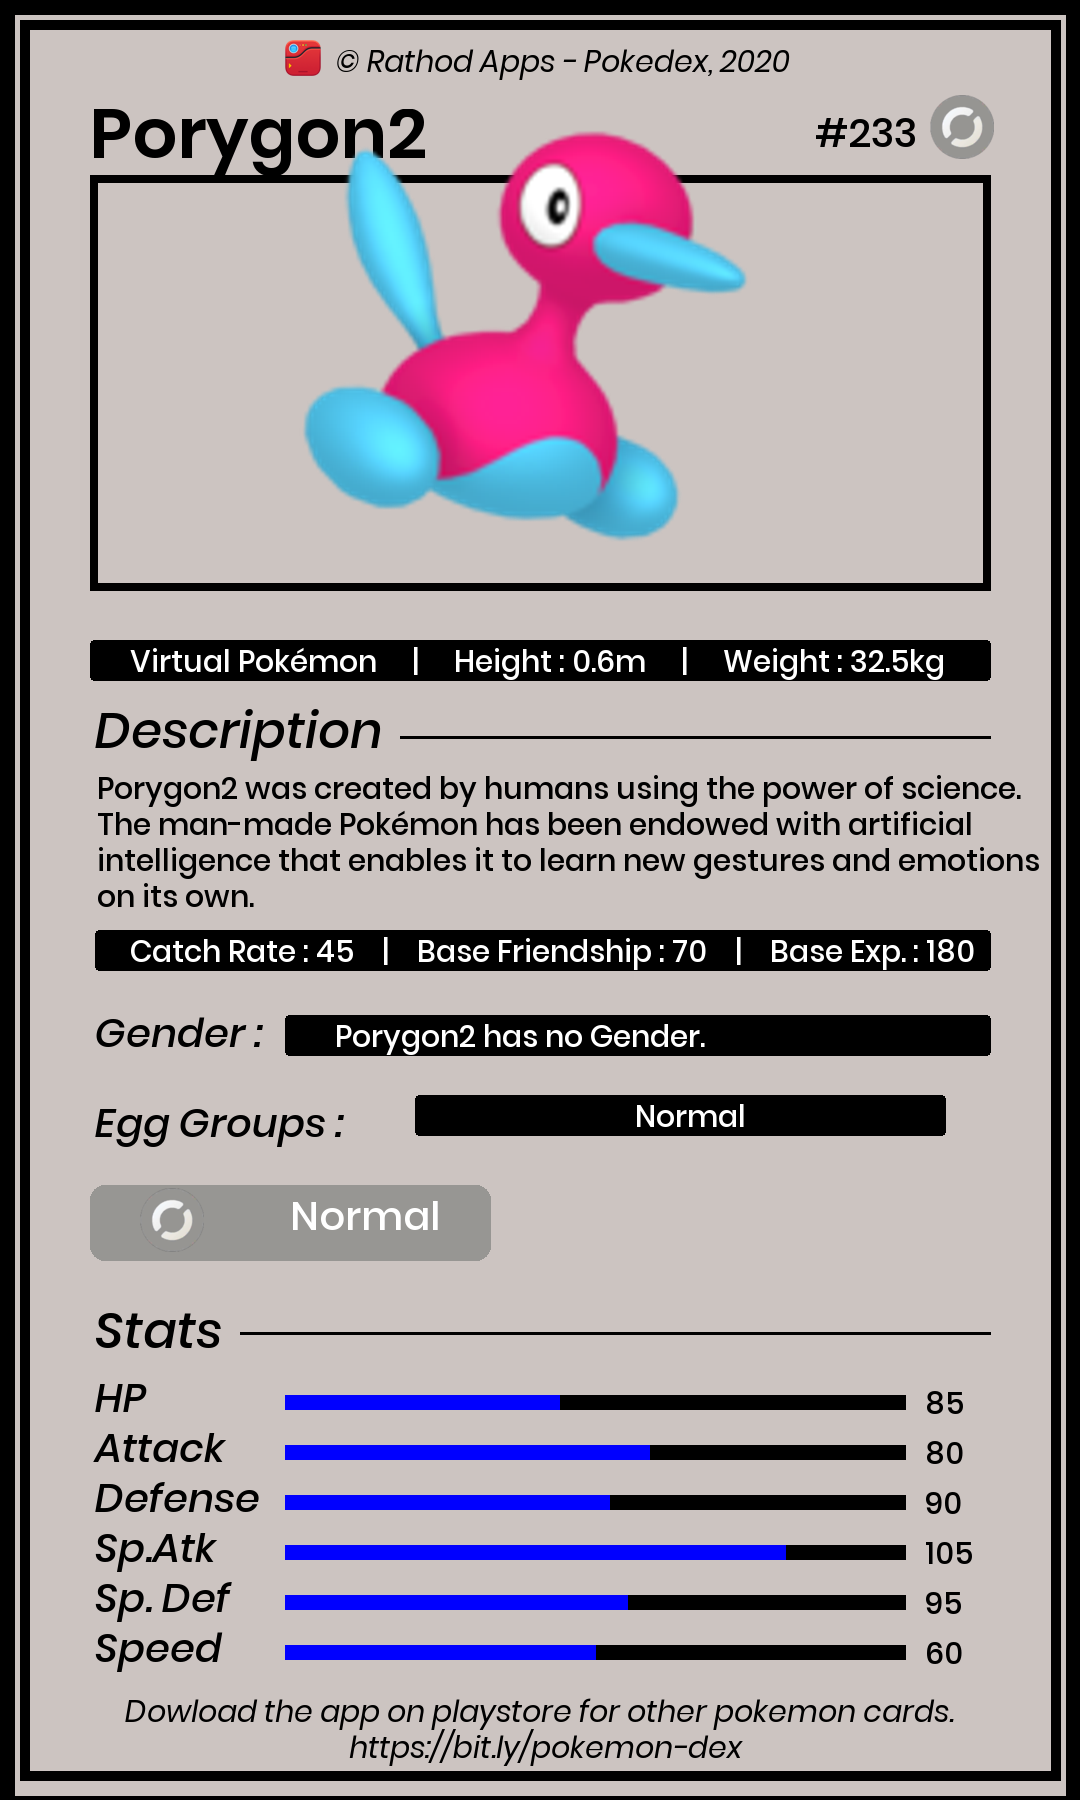 © Rathod Apps - Pokedex, 2020
Porygon2 #233
Virtual Pokémon | Height : 0.6m | Weight : 32.5kg
Description
Porygon2 was created by humans using the power of science.
The man-made Pokémon has been endowed with artificial
intelligence that enables it to learn new gestures and emotions
on its own.
Catch Rate : 45 | Base Friendship : 70 | Base Exp. : 180
Gender : Porygon2 has no Gender.
Egg Groups : Normal
Normal
Stats
HP 85
Attack 80
Defense 90
Sp.Atk 105
Sp. Def 95
Speed 60
Dowload the app on playstore for other pokemon cards.
https://bit.ly/pokemon-dex